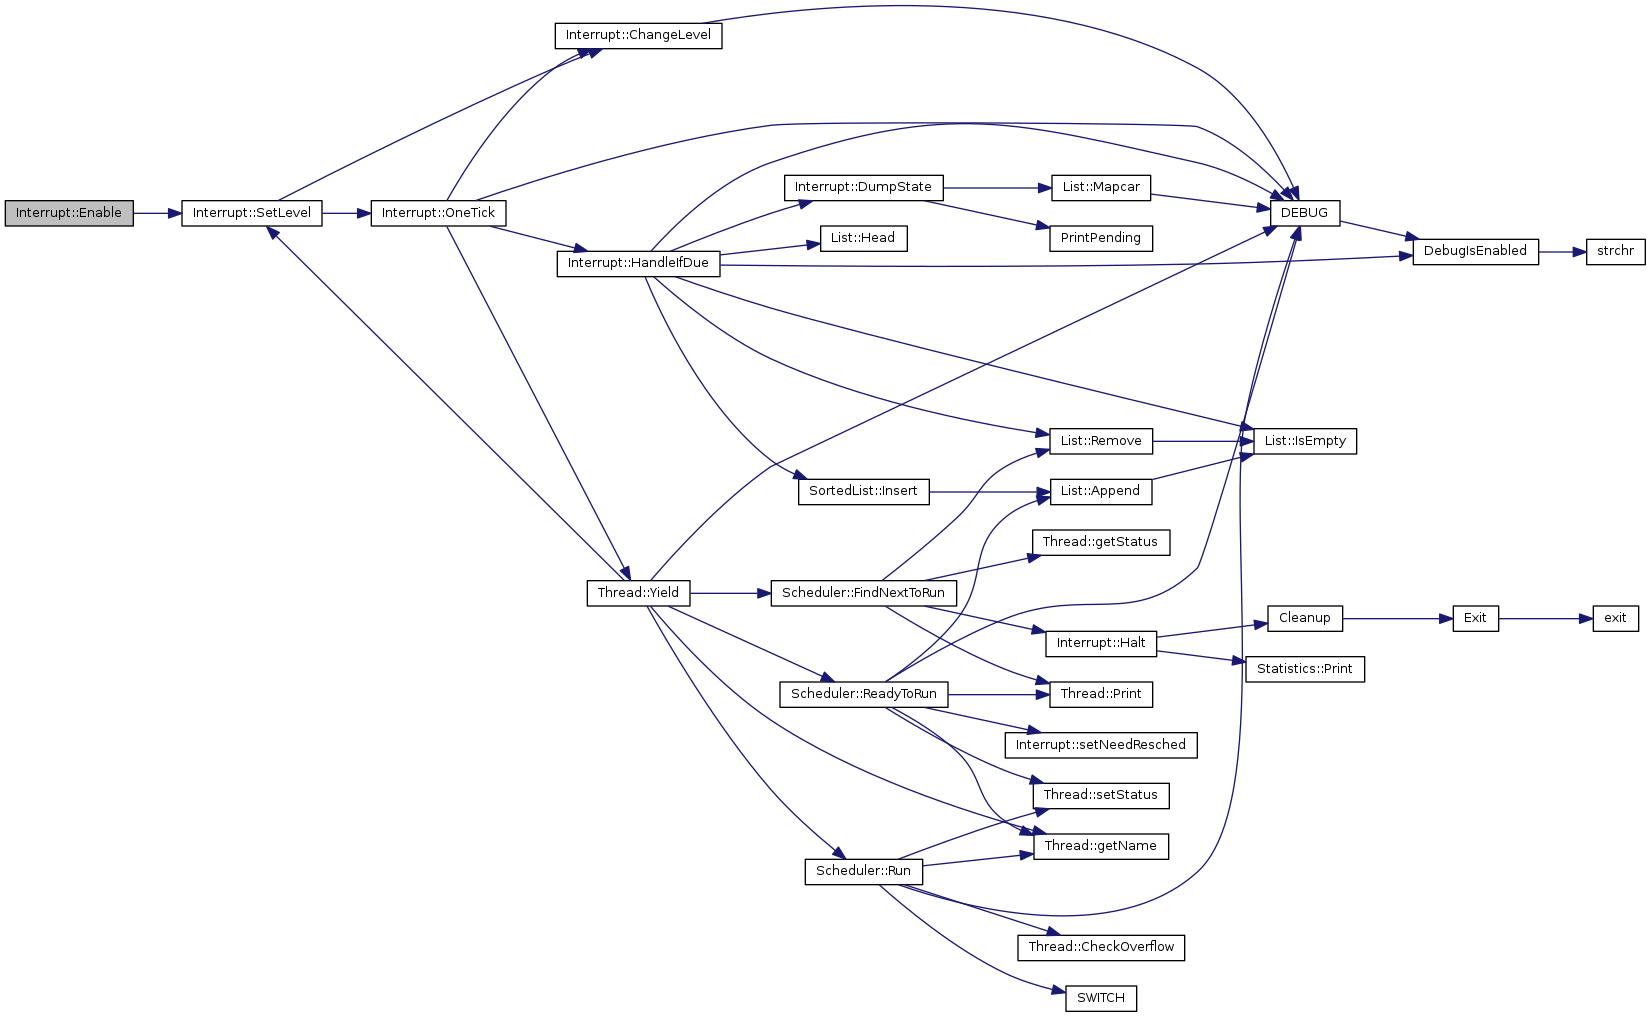 Interrupt::ChangeLevel
Interrupt::DumpState
List::Mapcar
Interrupt::Enable
Interrupt::SetLevel
Interrupt::OneTick
DEBUG
List::Head
PrintPending
Interrupt::HandleIfDue
DebugIsEnabled
strchr
List::Remove
List::IsEmpty
SortedList::Insert
List::Append
Thread::getStatus
Thread::Yield
Scheduler::FindNextToRun
Cleanup
Exit
exit
Interrupt::Halt
Statistics::Print
Scheduler::ReadyToRun
Thread::Print
Interrupt::setNeedResched
Thread::setStatus
Thread::getName
Scheduler::Run
Thread::CheckOverflow
SWITCH